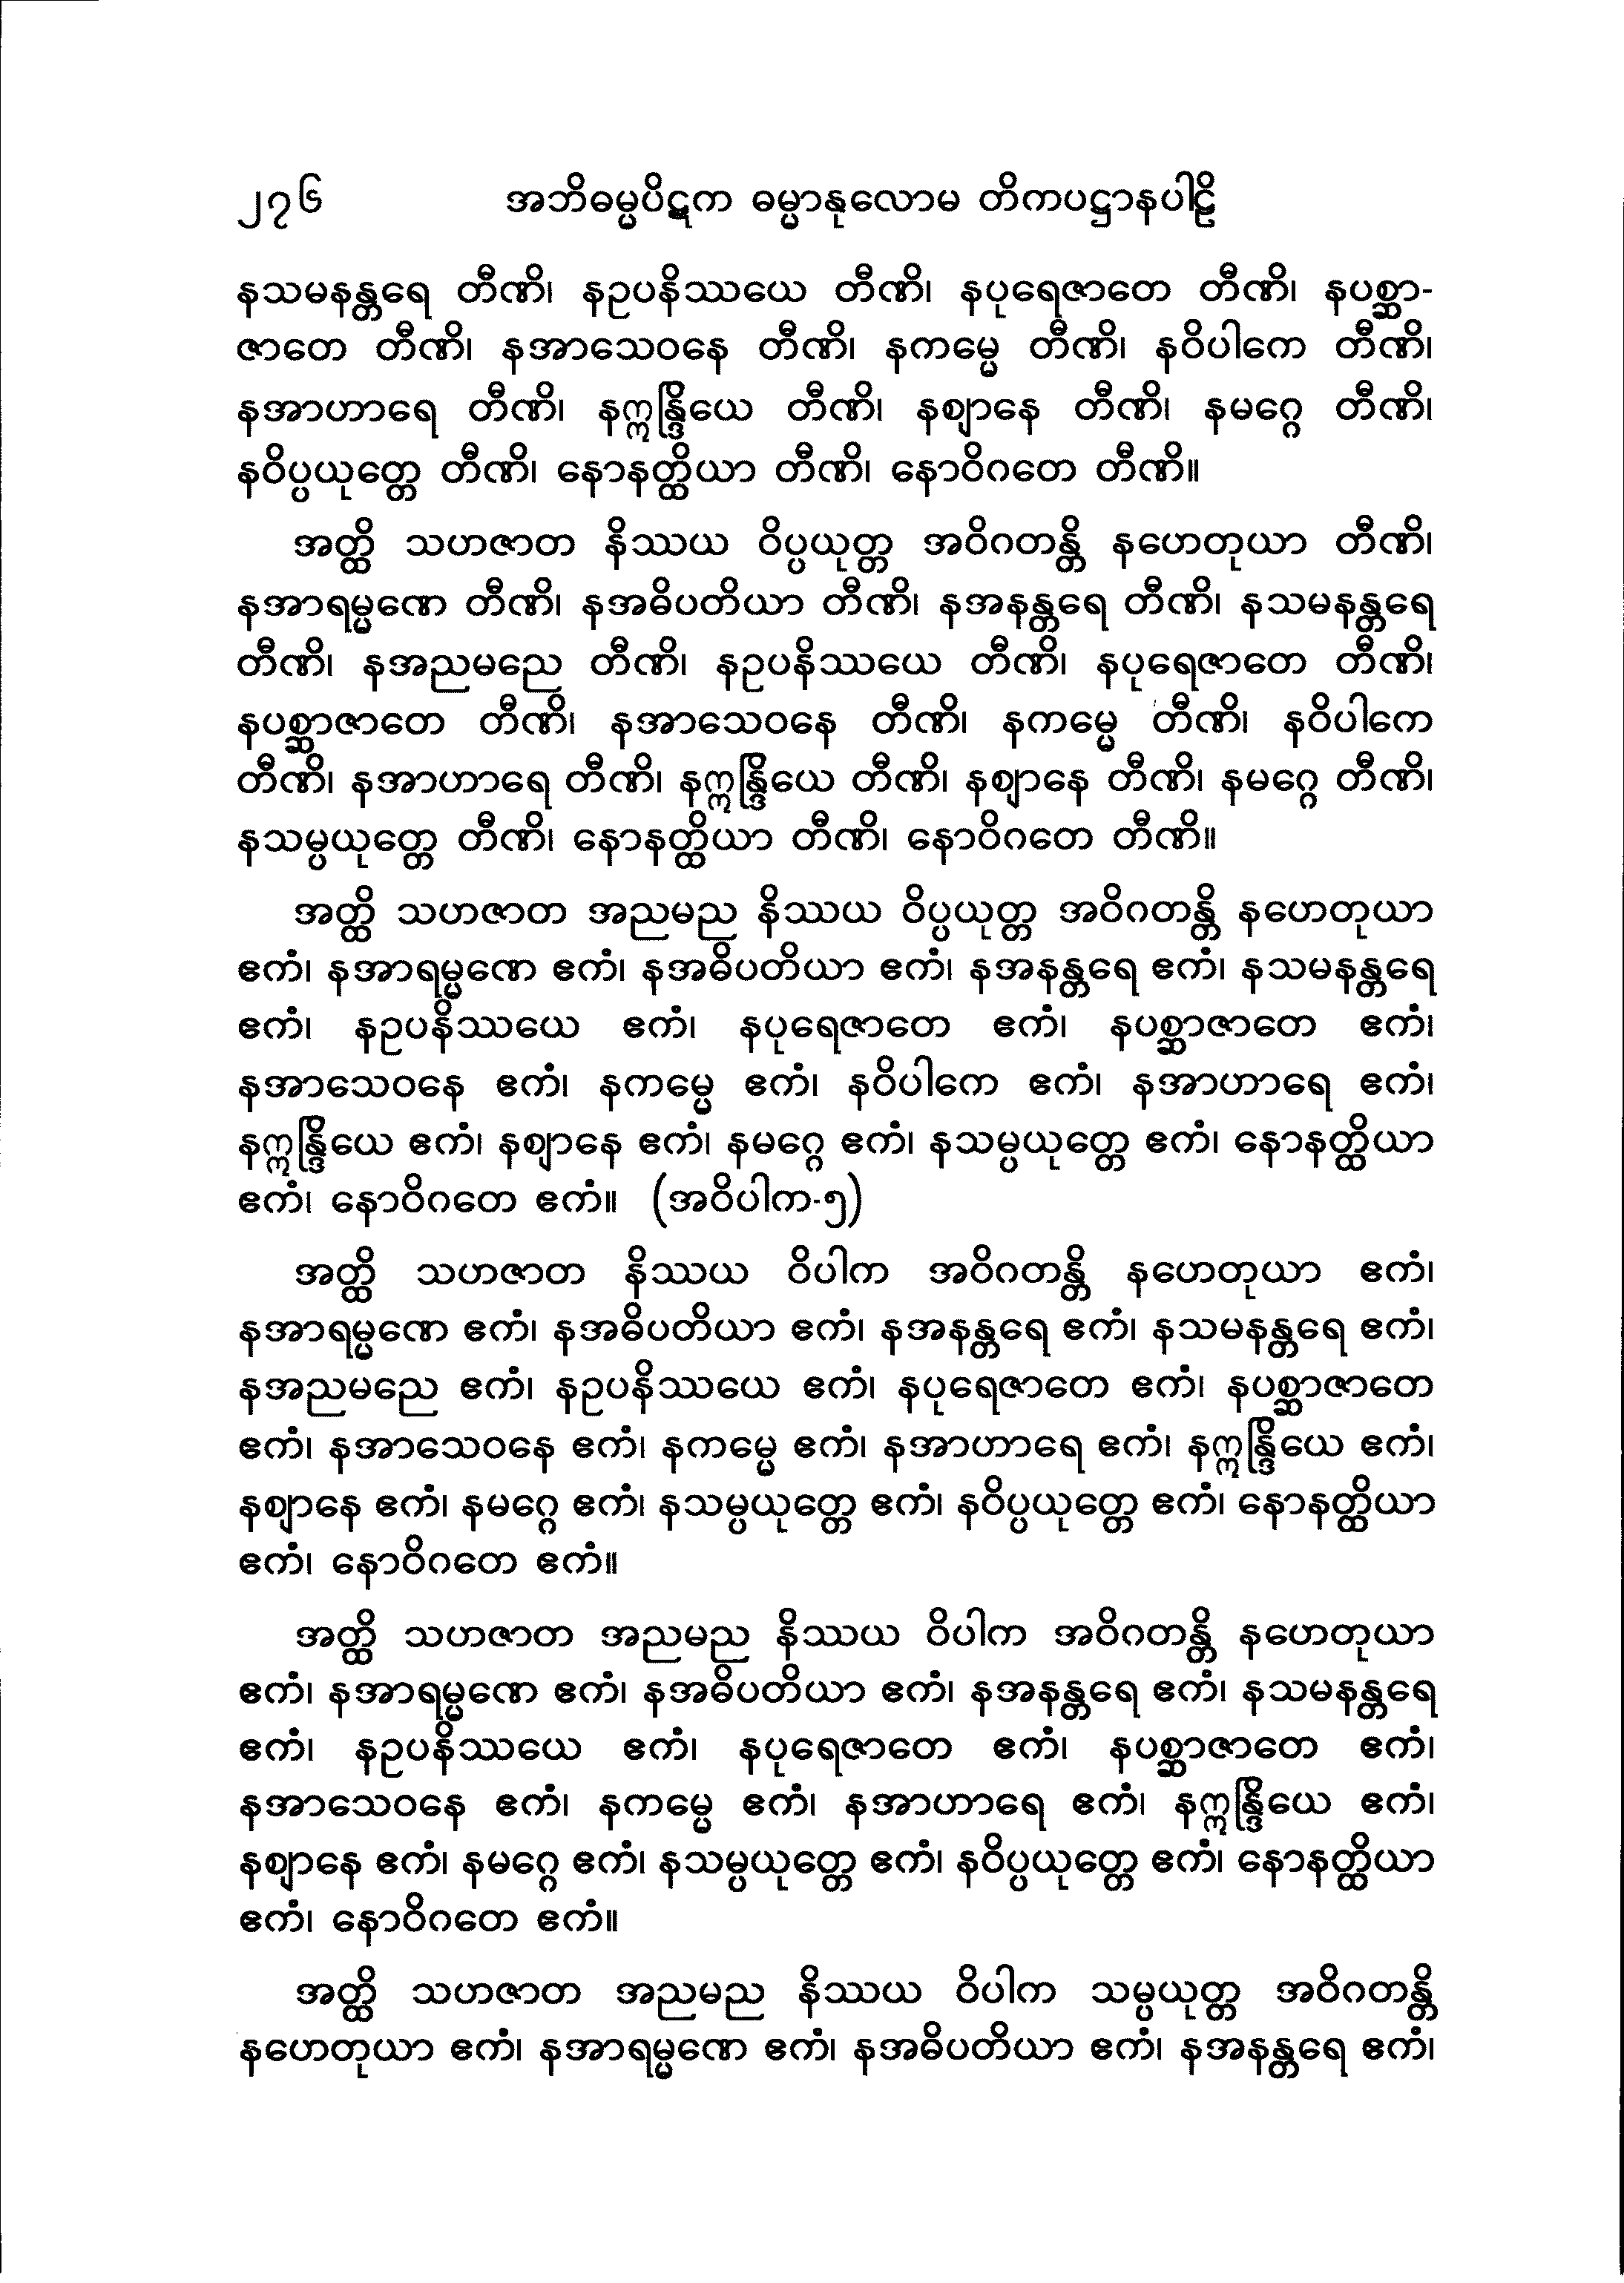 ၂၇၆ အဘိဓမ္မပိဋက ဓမ္မာနုလောမ တိကပဋ္ဌာနပါဠိ
နသမနန္တရေ တီဏိ၊ နဥပနိဿယေ တီဏိ၊ နပုရေဇာတေ တီဏိ၊ နပစ္ဆာ-
ဇာတေ တီဏိ၊ နအာသေဝနေ တီဏိ၊ နကမ္မေ တီဏိ၊ နဝိပါကေ တီဏိ၊
နအာဟာရေ တီဏိ၊ နဣန္ဒြိယေ တီဏိ၊ နဈာနေ တီဏိ၊ နမဂ္ဂေ တီဏိ၊
နဝိပ္ပယုတ္တေ တီဏိ၊ နောနတ္ထိယာ တီဏိ၊ နောဝိဂတေ တီဏိ။
အတ္ထိ သဟဇာတ နိဿယ ဝိပ္ပယုတ္တ အဝိဂတန္တိ နဟေတုယာ တီဏိ၊
နအာရမ္မဏေ တီဏိ၊ နအဓိပတိယာ တီဏိ၊ နအနန္တရေ တီဏိ၊ နသမနန္တရေ
တီဏိ၊ နအညမညေ တီဏိ၊ နဥပနိဿယေ တီဏိ၊ နပုရေဇာတေ တီဏိ၊
နပစ္ဆာဇာတေ တီဏိ၊ နအာသေဝနေ တီဏိ၊ နကမ္မေ တီဏိ၊ နဝိပါကေ
တီဏိ၊ နအာဟာရေ တီဏိ၊ နဣန္ဒြိယေ တီဏိ၊ နဈာနေ တီဏိ၊ နမဂ္ဂေ တီဏိ၊
နသမ္ပယုတ္တေ တီဏိ၊ နောနတ္ထိယာ တီဏိ၊ နောဝိဂတေ တီဏိ။
အတ္ထိ သဟဇာတ အညမည နိဿယ ဝိပ္ပယုတ္တ အဝိဂတန္တိ နဟေတုယာ
ဧကံ၊ နအာရမ္မဏေ ဧကံ၊ နအဓိပတိယာ ဧကံ၊ နအနန္တရေ ဧကံ၊ နသမနန္တရေ
ဧကံ၊ နဥပနိဿယေ ဧကံ၊ နပုရေဇာတေ ဧကံ၊ နပစ္ဆာဇာတေ ဧကံ၊
နအာသေဝနေ ဧကံ၊ နကမ္မေ ဧကံ၊ နဝိပါကေ ဧကံ၊ နအာဟာရေ ဧကံ၊
နဣန္ဒြိယေ ဧကံ၊ နဈာနေ ဧကံ၊ နမဂ္ဂေ ဧကံ၊ နသမ္ပယုတ္တေ ဧကံ၊ နောနတ္ထိယာ
ဧကံ၊ နောဝိဂတေ ဧကံ။ (အဝိပါက-၅)
အတ္ထိ သဟဇာတ နိဿယ ဝိပါက အဝိဂတန္တိ နဟေတုယာ ဧကံ၊
နအာရမ္မဏေ ဧကံ၊ နအဓိပတိယာ ဧကံ၊ နအနန္တရေ ဧကံ၊ နသမနန္တရေ ဧကံ၊
နအညမညေ ဧကံ၊ နဥပနိဿယေ ဧကံ၊ နပုရေဇာတေ ဧကံ၊ နပစ္ဆာဇာတေ
ဧကံ၊ နအာသေဝနေ ဧကံ၊ နကမ္မေ ဧကံ၊ နအာဟာရေ ဧကံ၊ နဣန္ဒြိယေ ဧကံ၊
နဈာနေ ဧကံ၊ နမဂ္ဂေ ဧကံ၊ နသမ္ပယုတ္တေ ဧကံ၊ နဝိပ္ပယုတ္တေ ဧကံ၊ နောနတ္ထိယာ
ဧကံ၊ နောဝိဂတေ ဧကံ။
အတ္ထိ သဟဇာတ အညမည နိဿယ ဝိပါက အဝိဂတန္တိ နဟေတုယာ
ဧကံ၊ နအာရမ္မဏေ ဧကံ၊ နအဓိပတိယာ ဧကံ၊ နအနန္တရေ ဧကံ၊ နသမနန္တရေ
ဧကံ၊ နဥပနိဿယေ ဧကံ၊ နပုရေဇာတေ ဧကံ၊ နပစ္ဆာဇာတေ ဧကံ၊
နအာသေဝနေ ဧကံ၊ နကမ္မေ ဧကံ၊ နအာဟာရေ ဧကံ၊ နဣန္ဒြိယေ ဧကံ၊
နဈာနေ ဧကံ၊ နမဂ္ဂေ ဧကံ၊ နသမ္ပယုတ္တေ ဧကံ၊ နဝိပ္ပယုတ္တေ ဧကံ၊ နောနတ္ထိယာ
ဧကံ၊ နောဝိဂတေ ဧကံ။
အတ္ထိ သဟဇာတ အညမည နိဿယ ဝိပါက သမ္ပယုတ္တ အဝိဂတန္တိ
နဟေတုယာ ဧကံ၊ နအာရမ္မဏေ ဧကံ၊ နအဓိပတိယာ ဧကံ၊ နအနန္တရေ ဧကံ၊